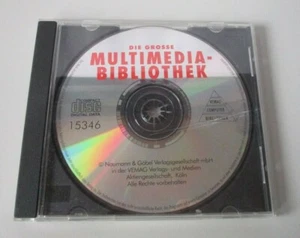 DIE GROSSE
MULTIMEDIA-
BIBLIOTHEK
disc
15346
© Naumann & Göbel Verlagsgesellschaft mbH
in der VEMAG Verlags- und Medien
Aktiengesellschaft, Köln
Alle Rechte vorbehalten